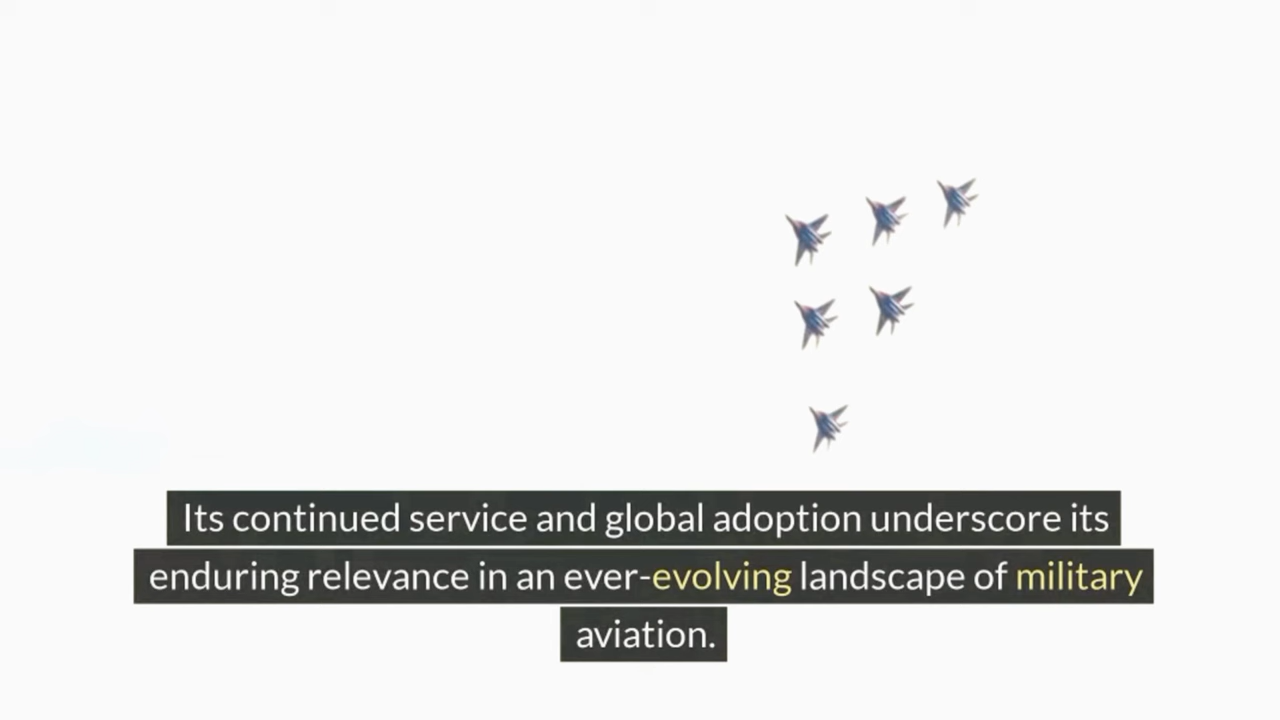 Its continued service and global adoption underscore its
enduring relevance in an ever-evolving landscape of military
aviation.